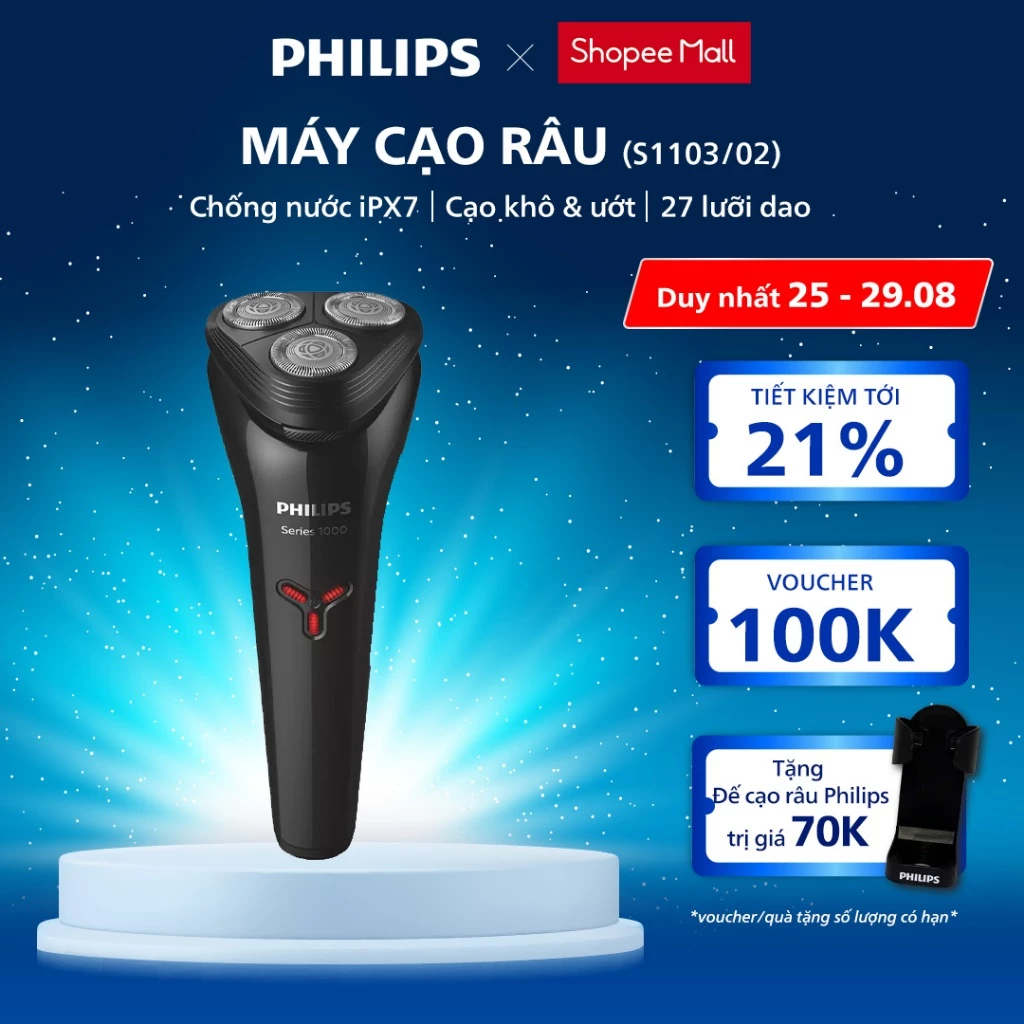 PHILIPS × Shopee Mall
MÁY CẠO RÂU (S1103/02)
Chống nước iPX7 | Cạo khô & ướt | 27 lưỡi dao
Duy nhất 25 - 29.08
TIẾT KIỆM TỚI
21%
PHILIPS
Series 1000
VOUCHER
100K
Tặng
Đế cạo râu Philips
trị giá 70K
PHILIPS
*voucher/quà tặng số lượng có hạn*